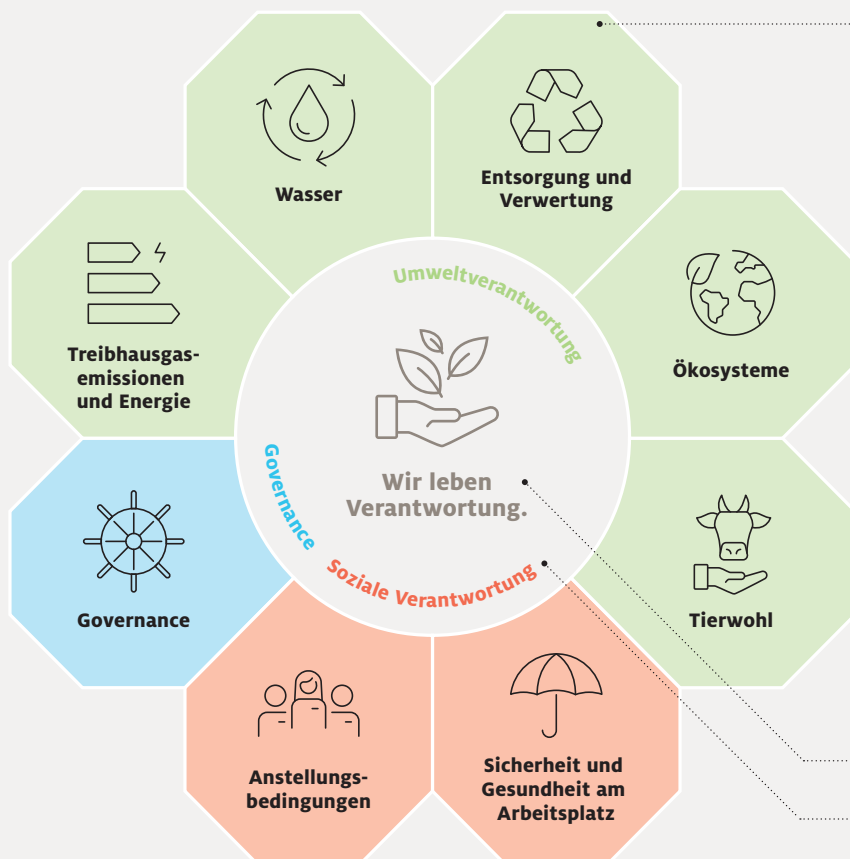 Wasser
Entsorgung und
Verwertung
Treibhausgas-
emissionen
und Energie
Umweltverantwortung
Ökosysteme
Wir leben
Verantwortung.
Governance
Soziale Verantwortung
Governance
Tierwohl
Anstellungs-
bedingungen
Sicherheit und
Gesundheit am
Arbeitsplatz